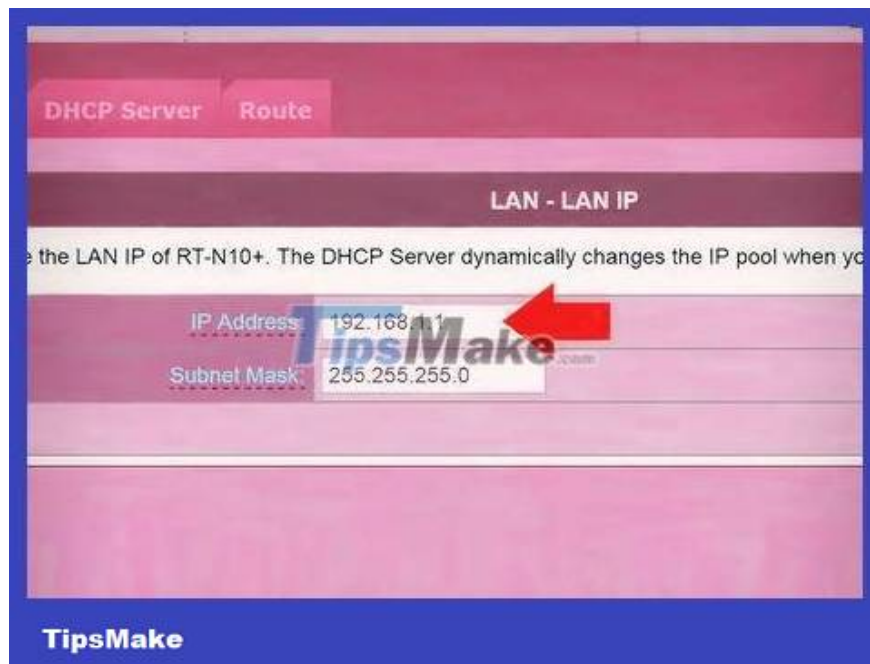 DHCP Server Route
LAN - LAN IP
the LAN IP of RT-N10+. The DHCP Server dynamically changes the IP pool when yo
IP Address: 192.168.1.1
TipsMake.com
Subnet Mask: 255.255.255.0
TipsMake